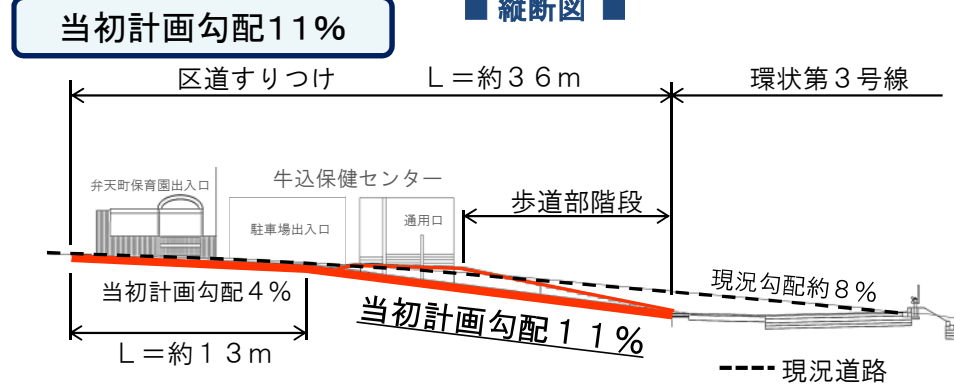 当初計画勾配11%
■ 縦断図 ■
区道すりつけ L=約36m
環状第3号線
弁天町保育園出入口
牛込保健センター
駐車場出入口
通用口
歩道部階段
当初計画勾配4%
現況勾配約8%
当初計画勾配11%
L=約13m
現況道路